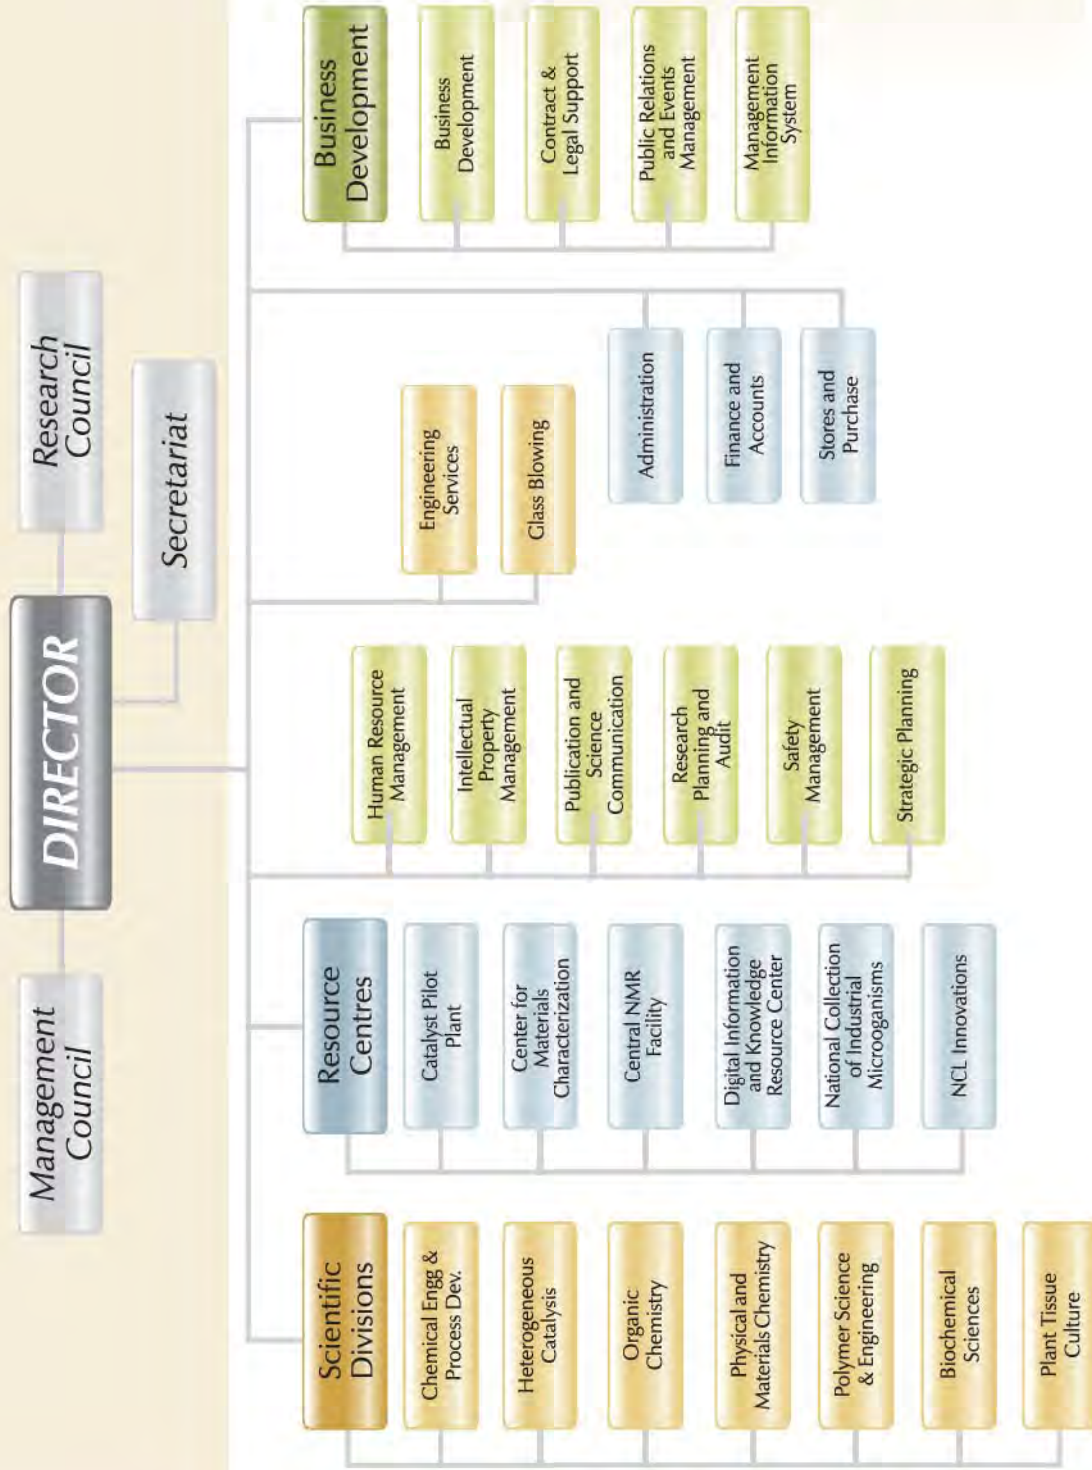 Management
Council
DIRECTOR
Research
Council
Secretariat
Scientific
Divisions
Chemical Engg &
Process Dev.
Heterogeneous
Catalysis
Organic
Chemistry
Physical and
Materials Chemistry
Polymer Science
& Engineering
Biochemical
Sciences
Plant Tissue
Culture
Resource
Centres
Catalyst Pilot
Plant
Center for
Materials
Characterization
Central NMR
Facility
Digital Information
and Knowledge
Resource Center
National Collection
of Industrial
Microoganisms
NCL Innovations
Human Resource
Management
Intellectual
Property
Management
Publication and
Science
Communication
Research
Planning and
Audit
Safety
Management
Strategic Planning
Engineering
Services
Glass Blowing
Administration
Finance and
Accounts
Stores and
Purchase
Business
Development
Business
Development
Contract &
Legal Support
Public Relations
and Events
Management
Management
Information
System